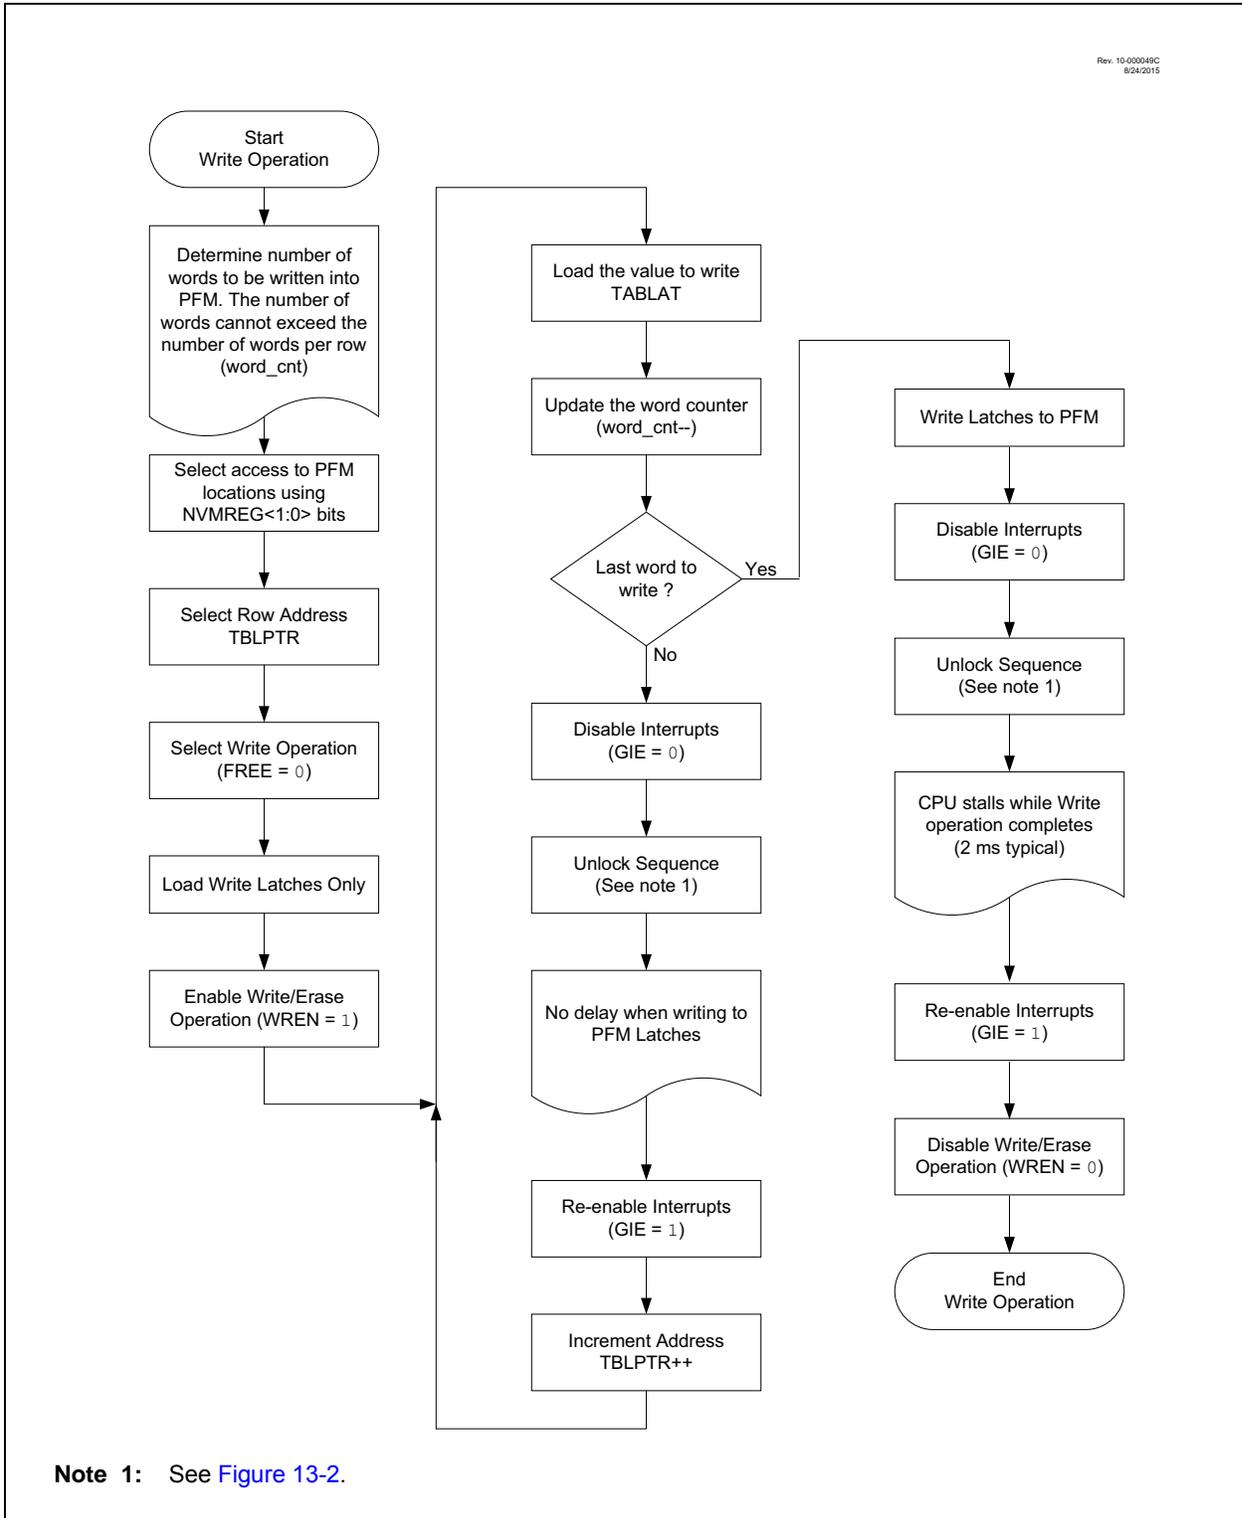 Rev. 10-000049C
8/24/2015
Start
Write Operation
Determine number of
words to be written into
PFM. The number of
words cannot exceed the
number of words per row
(word_cnt)
Select access to PFM
locations using
NVMREG<1:0> bits
Select Row Address
TBLPTR
Select Write Operation
(FREE = 0)
Load Write Latches Only
Enable Write/Erase
Operation (WREN = 1)
Load the value to write
TABLAT
Update the word counter
(word_cnt--)
Last word to
write ?
Yes
No
Disable Interrupts
(GIE = 0)
Unlock Sequence
(See note 1)
No delay when writing to
PFM Latches
Re-enable Interrupts
(GIE = 1)
Increment Address
TBLPTR++
Write Latches to PFM
Disable Interrupts
(GIE = 0)
Unlock Sequence
(See note 1)
CPU stalls while Write
operation completes
(2 ms typical)
Re-enable Interrupts
(GIE = 1)
Disable Write/Erase
Operation (WREN = 0)
End
Write Operation
Note 1: See Figure 13-2.